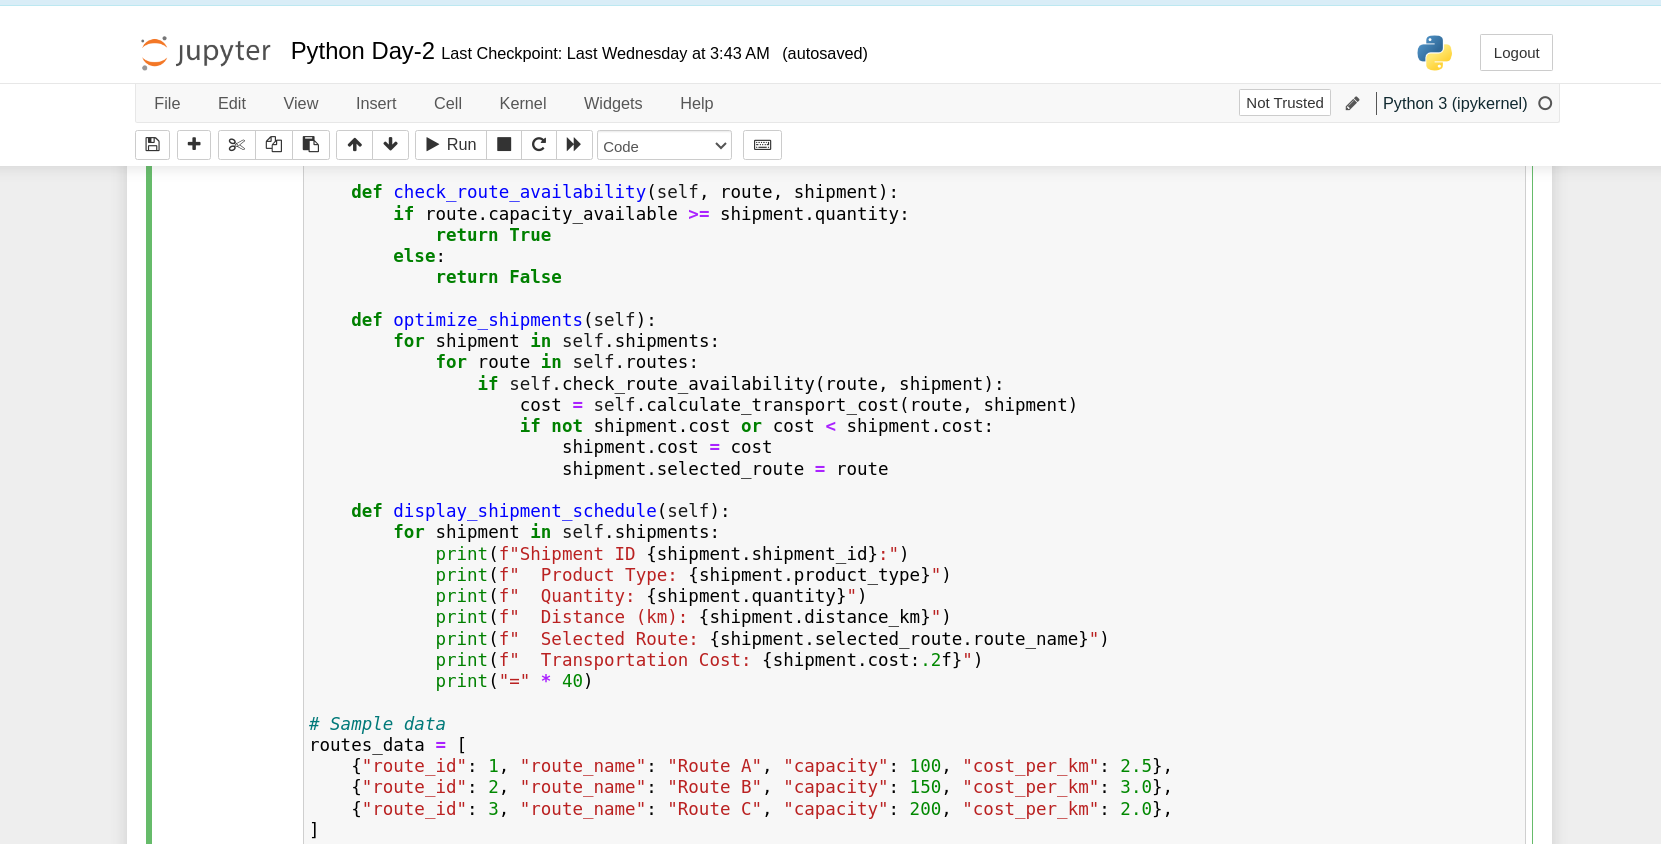 jupyter Python Day-2 Last Checkpoint: Last Wednesday at 3:43 AM (autosaved) Logout
File Edit View Insert Cell Kernel Widgets Help Not Trusted Python 3 (ipykernel)
Run Code
    def check_route_availability(self, route, shipment):
        if route.capacity_available >= shipment.quantity:
            return True
        else:
            return False
    def optimize_shipments(self):
        for shipment in self.shipments:
            for route in self.routes:
                if self.check_route_availability(route, shipment):
                    cost = self.calculate_transport_cost(route, shipment)
                    if not shipment.cost or cost < shipment.cost:
                        shipment.cost = cost
                        shipment.selected_route = route
    def display_shipment_schedule(self):
        for shipment in self.shipments:
            print(f"Shipment ID {shipment.shipment_id}:")
            print(f"  Product Type: {shipment.product_type}")
            print(f"  Quantity: {shipment.quantity}")
            print(f"  Distance (km): {shipment.distance_km}")
            print(f"  Selected Route: {shipment.selected_route.route_name}")
            print(f"  Transportation Cost: {shipment.cost:.2f}")
            print("=" * 40)
# Sample data
routes_data = [
    {"route_id": 1, "route_name": "Route A", "capacity": 100, "cost_per_km": 2.5},
    {"route_id": 2, "route_name": "Route B", "capacity": 150, "cost_per_km": 3.0},
    {"route_id": 3, "route_name": "Route C", "capacity": 200, "cost_per_km": 2.0},
]